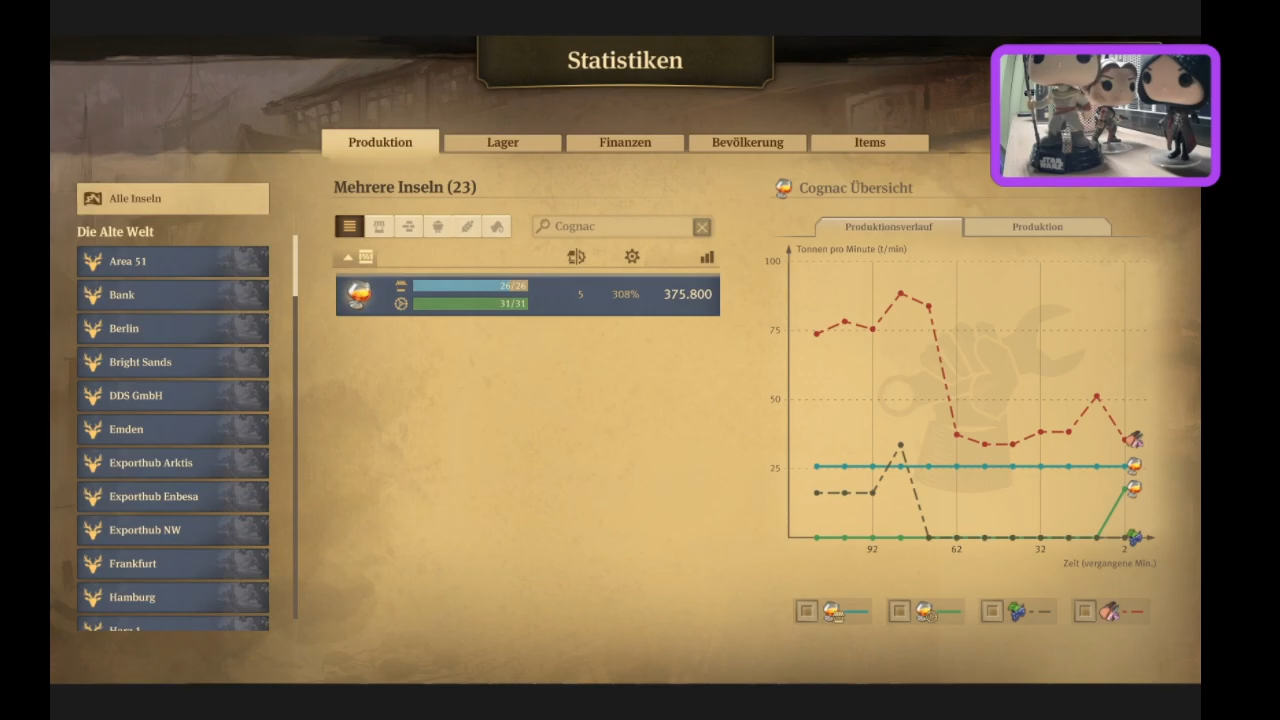 Statistiken
Produktion
Lager
Finanzen
Bevölkerung
Items
STAR WARS
Alle Inseln
Die Alte Welt
Area 51
Bank
Berlin
Bright Sands
DDS GmbH
Emden
Exporthub Arktis
Exporthub Enbesa
Exporthub NW
Frankfurt
Hamburg
Mehrere Inseln (23)
Cognac
26/26
31/31
5
308%
375.800
Cognac Übersicht
Produktionsverlauf
Produktion
Tonnen pro Minute (t/min)
100
75
50
25
92
62
32
2
Zeit (vergangene Min.)